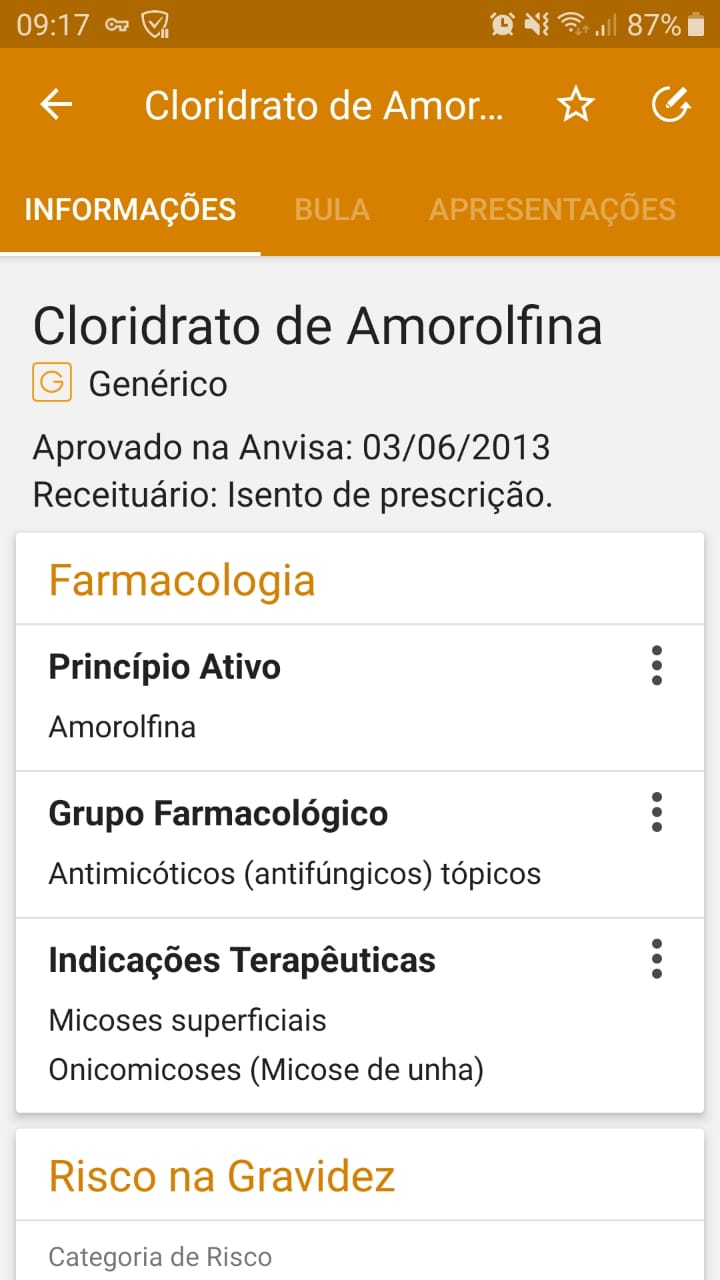 09:17
87%
Cloridrato de Amor...
INFORMAÇÕES
BULA
APRESENTAÇÕES
Cloridrato de Amorolfina
G Genérico
Aprovado na Anvisa: 03/06/2013
Receituário: Isento de prescrição.
Farmacologia
Princípio Ativo
Amorolfina
Grupo Farmacológico
Antimicóticos (antifúngicos) tópicos
Indicações Terapêuticas
Micoses superficiais
Onicomicoses (Micose de unha)
Risco na Gravidez
Categoria de Risco